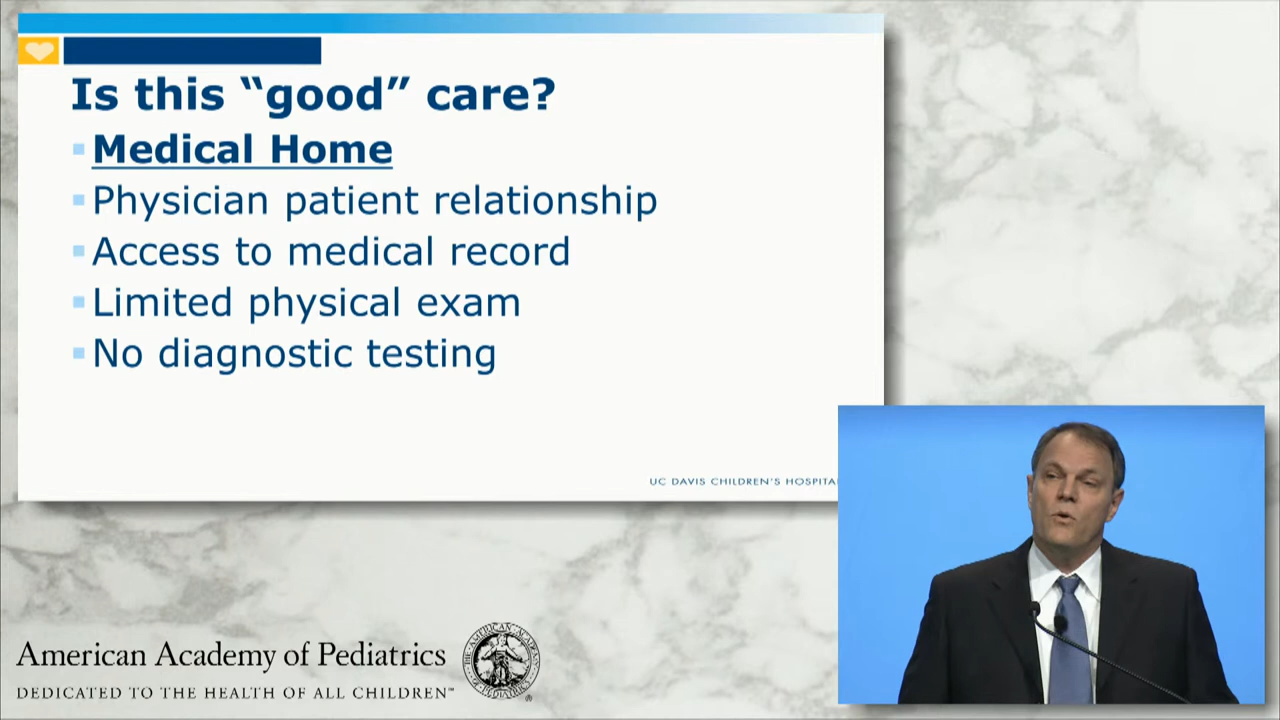 Is this “good” care?
Medical Home
Physician patient relationship
Access to medical record
Limited physical exam
No diagnostic testing
UC DAVIS CHILDREN'S HOSPITA
American Academy of Pediatrics
DEDICATED TO THE HEALTH OF ALL CHILDREN™